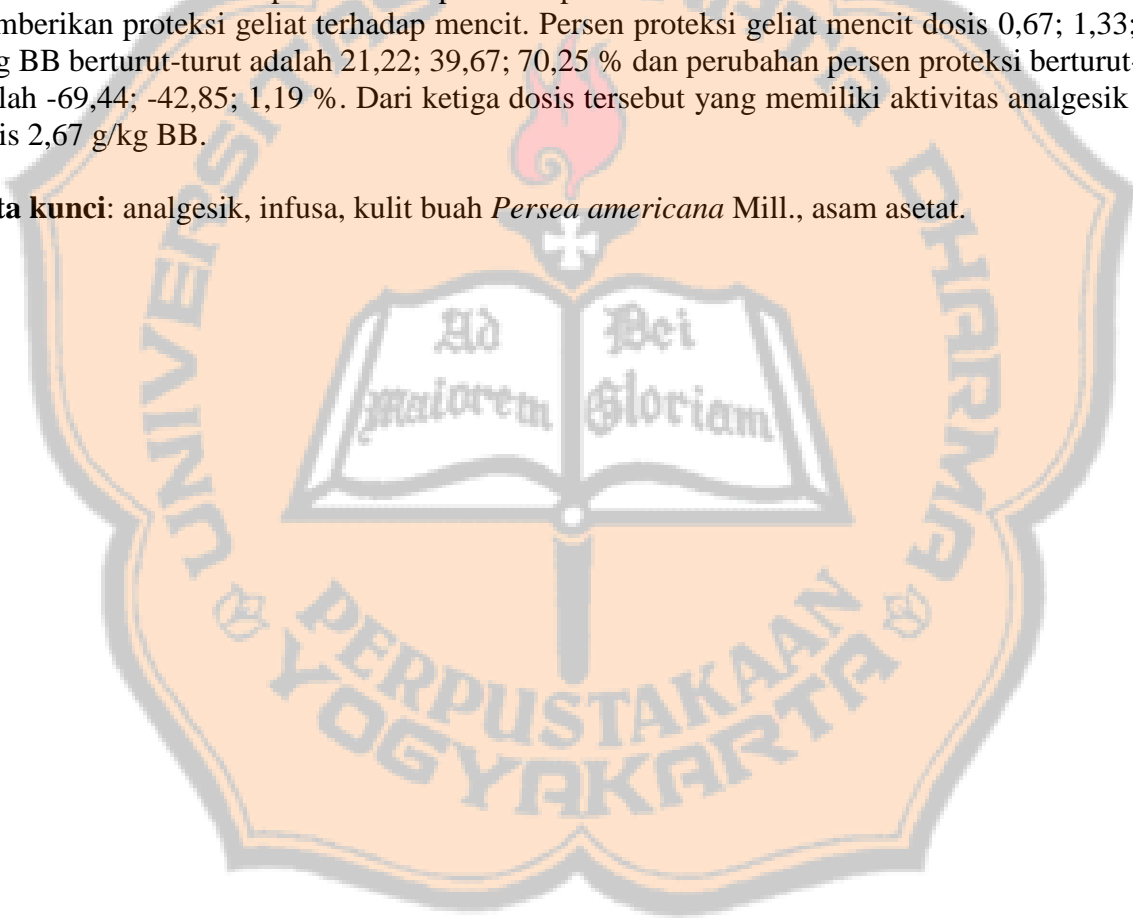 mberikan proteksi geliat terhadap mencit. Persen proteksi geliat mencit dosis 0,67; 1,33;
g BB berturut-turut adalah 21,22; 39,67; 70,25 % dan perubahan persen proteksi berturut-
lah -69,44; -42,85; 1,19 %. Dari ketiga dosis tersebut yang memiliki aktivitas analgesik
is 2,67 g/kg BB.
ta kunci: analgesik, infusa, kulit buah Persea americana Mill., asam asetat.
UNIVERSITAS SANATA DHARMA
Ad maiorem
Dei Gloriam
PERPUSTAKAAN
YOGYAKARTA